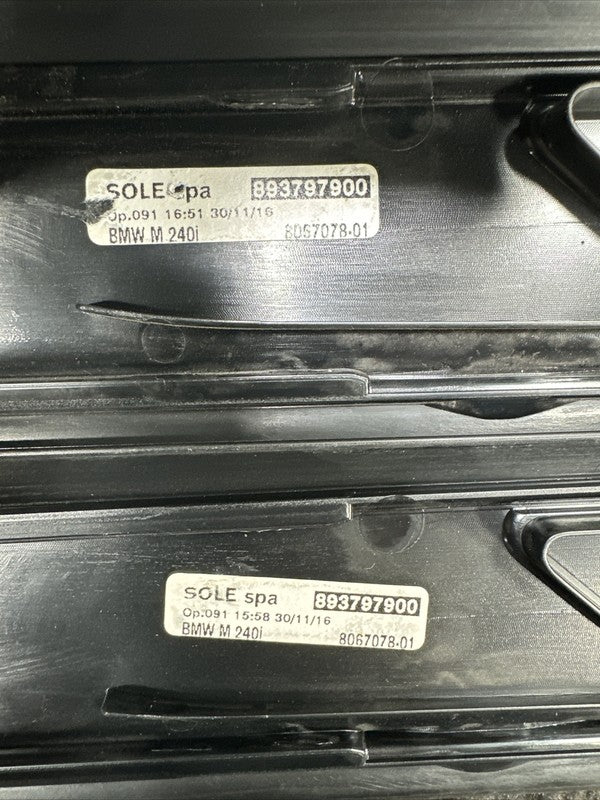 SOLE spa 893797900
Op.091 16:51 30/11/16
BMW M 240i 8067078-01
SOLE spa 893797900
Op.091 15:58 30/11/16
BMW M 240i 8067078-01